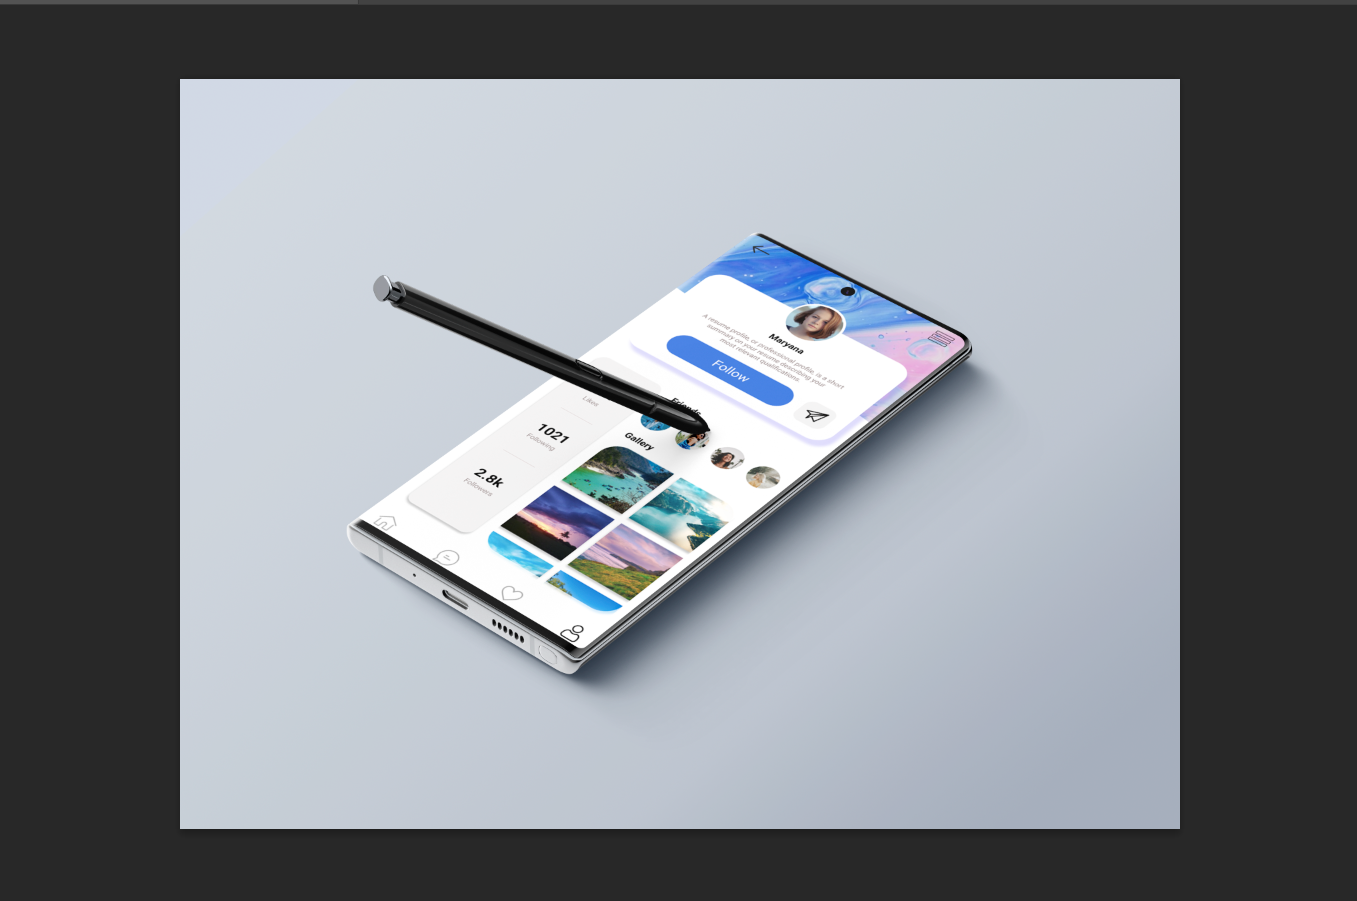 Maryana
A resume profile, or professional profile, is a short
summary on your resume describing your
most relevant qualifications.
Follow
Likes
1021
Following
2.8k
Followers
Friends
Gallery